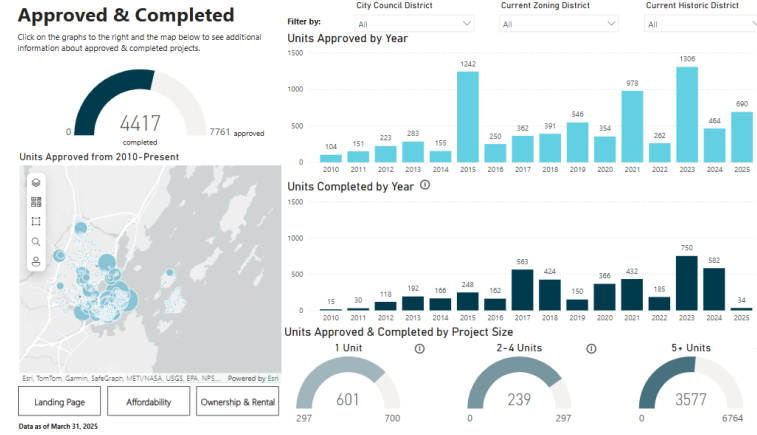 Approved & Completed
Click on the graphs to the right and the map below to see additional
information about approved & completed projects.
4417
completed
0
7761 approved
Units Approved from 2010-Present
Esri, TomTom, Garmin, SafeGraph, METI/NASA, USGS, EPA, NPS,... Powered by Esri
Landing Page
Affordability
Ownership & Rental
Data as of March 31, 2025
City Council District
Current Zoning District
Current Historic District
Filter by:
All
All
All
Units Approved by Year
1500
1000
500
0
104 151 223 283 155 1242 250 362 391 546 354 978 262 1306 464 690
2010 2011 2012 2013 2014 2015 2016 2017 2018 2019 2020 2021 2022 2023 2024 2025
Units Completed by Year
1500
1000
500
0
15 30 118 192 166 248 162 563 424 150 366 432 185 750 582 34
2010 2011 2012 2013 2014 2015 2016 2017 2018 2019 2020 2021 2022 2023 2024 2025
Units Approved & Completed by Project Size
1 Unit
601
297
700
2-4 Units
239
0
297
5+ Units
3577
0
6764